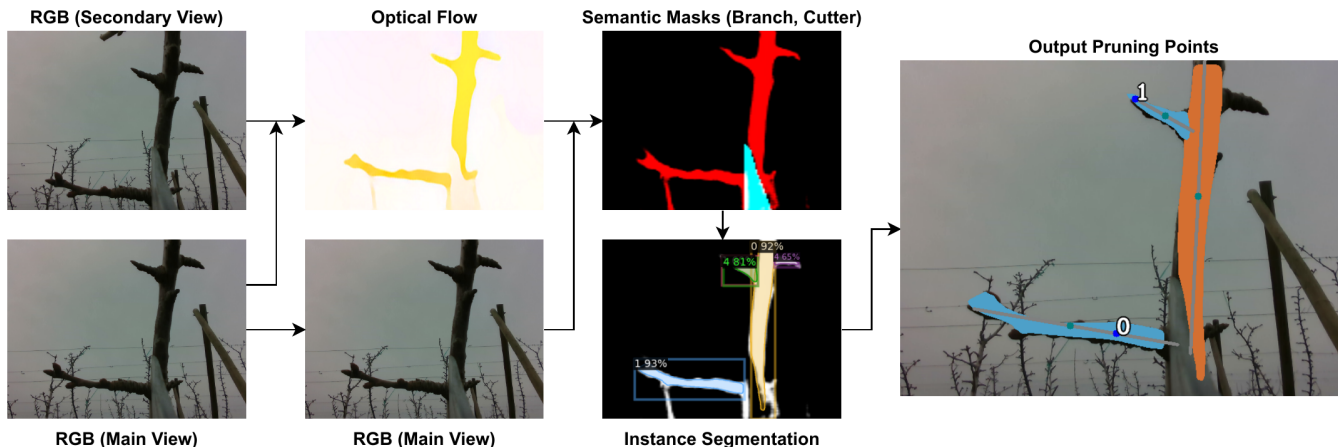 RGB (Secondary View)
Optical Flow
Semantic Masks (Branch, Cutter)
Output Pruning Points
1
0
0 92%
4 81%
4 65%
1 93%
RGB (Main View)
RGB (Main View)
Instance Segmentation